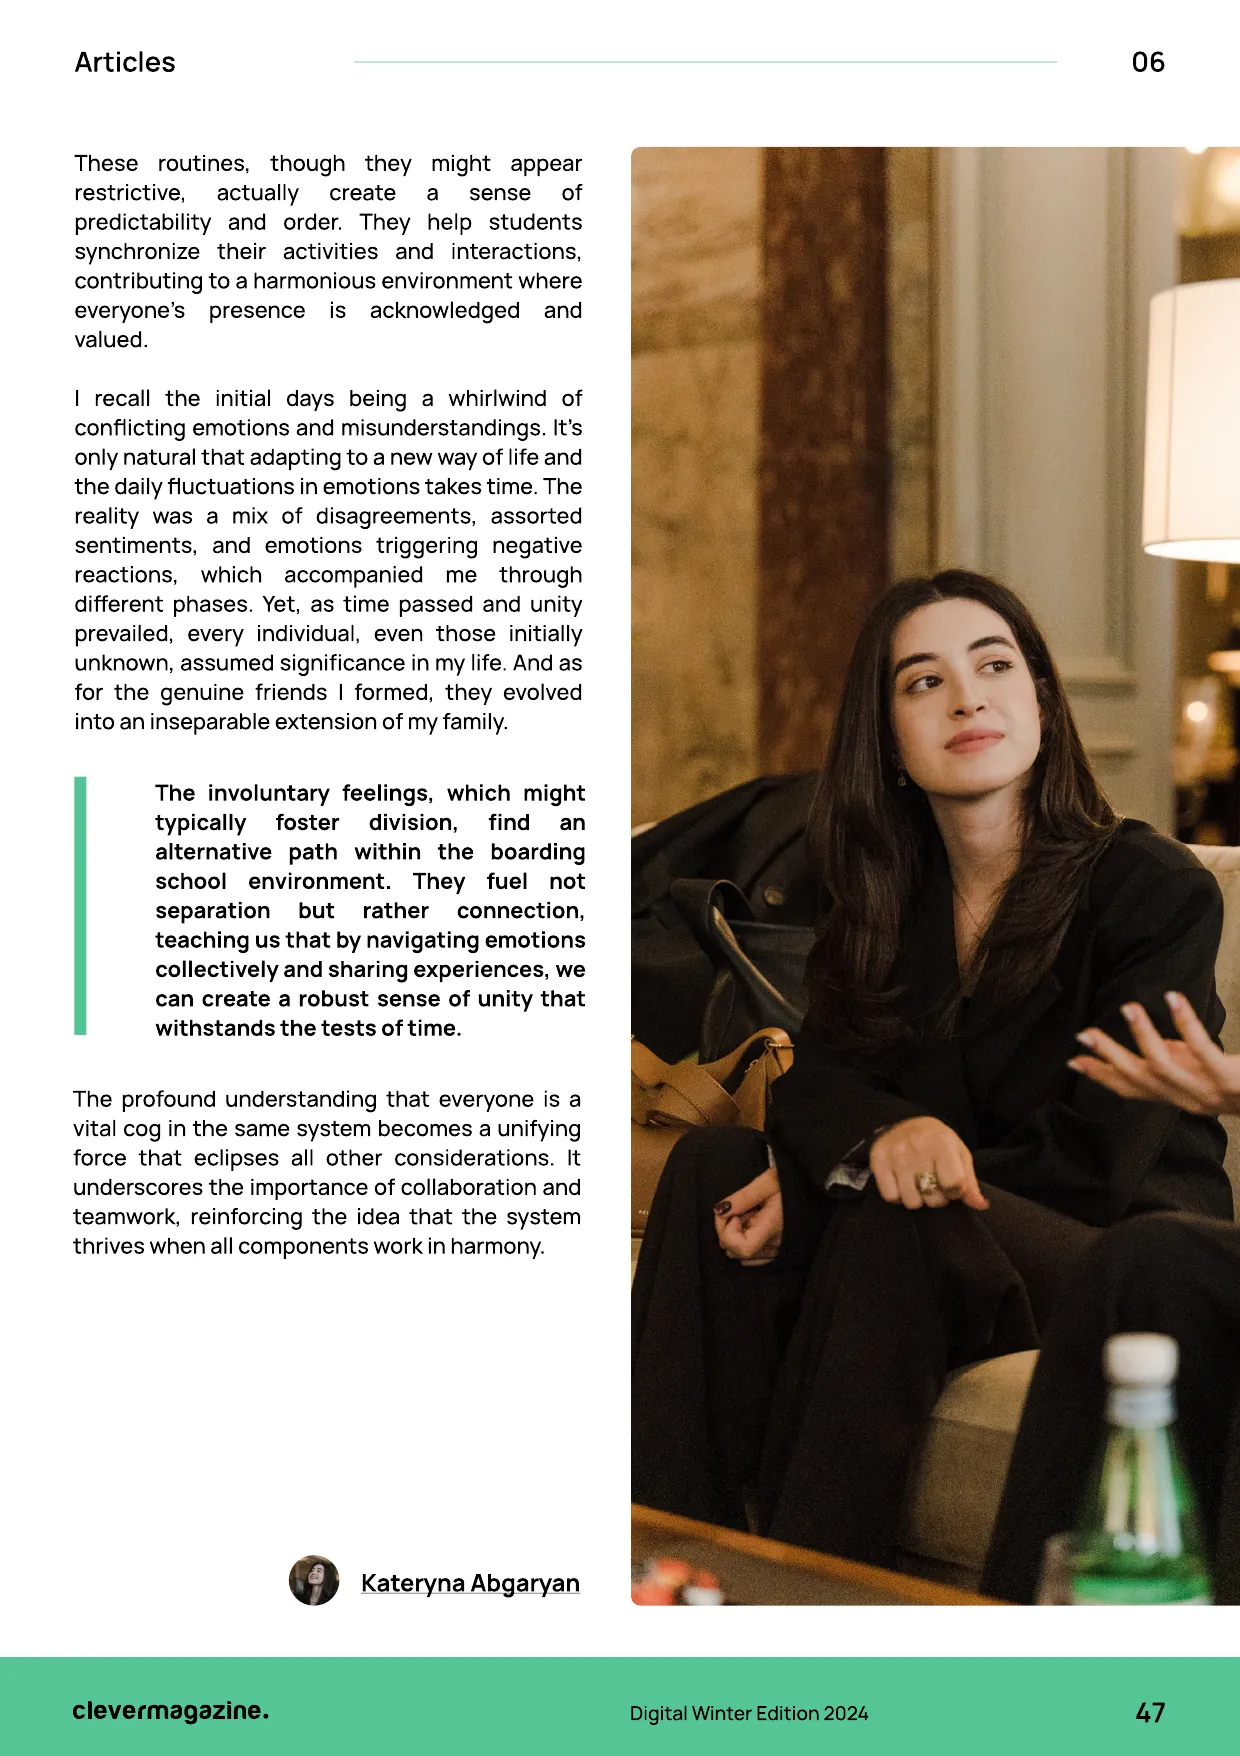 Articles
06
These routines, though they might appear
restrictive, actually create a sense of
predictability and order. They help students
synchronize their activities and interactions,
contributing to a harmonious environment where
everyone’s presence is acknowledged and
valued.
I recall the initial days being a whirlwind of
conflicting emotions and misunderstandings. It’s
only natural that adapting to a new way of life and
the daily fluctuations in emotions takes time. The
reality was a mix of disagreements, assorted
sentiments, and emotions triggering negative
reactions, which accompanied me through
different phases. Yet, as time passed and unity
prevailed, every individual, even those initially
unknown, assumed significance in my life. And as
for the genuine friends I formed, they evolved
into an inseparable extension of my family.
The involuntary feelings, which might
typically foster division, find an
alternative path within the boarding
school environment. They fuel not
separation but rather connection,
teaching us that by navigating emotions
collectively and sharing experiences, we
can create a robust sense of unity that
withstands the tests of time.
The profound understanding that everyone is a
vital cog in the same system becomes a unifying
force that eclipses all other considerations. It
underscores the importance of collaboration and
teamwork, reinforcing the idea that the system
thrives when all components work in harmony.
Kateryna Abgaryan
clevermagazine.
Digital Winter Edition 2024
47